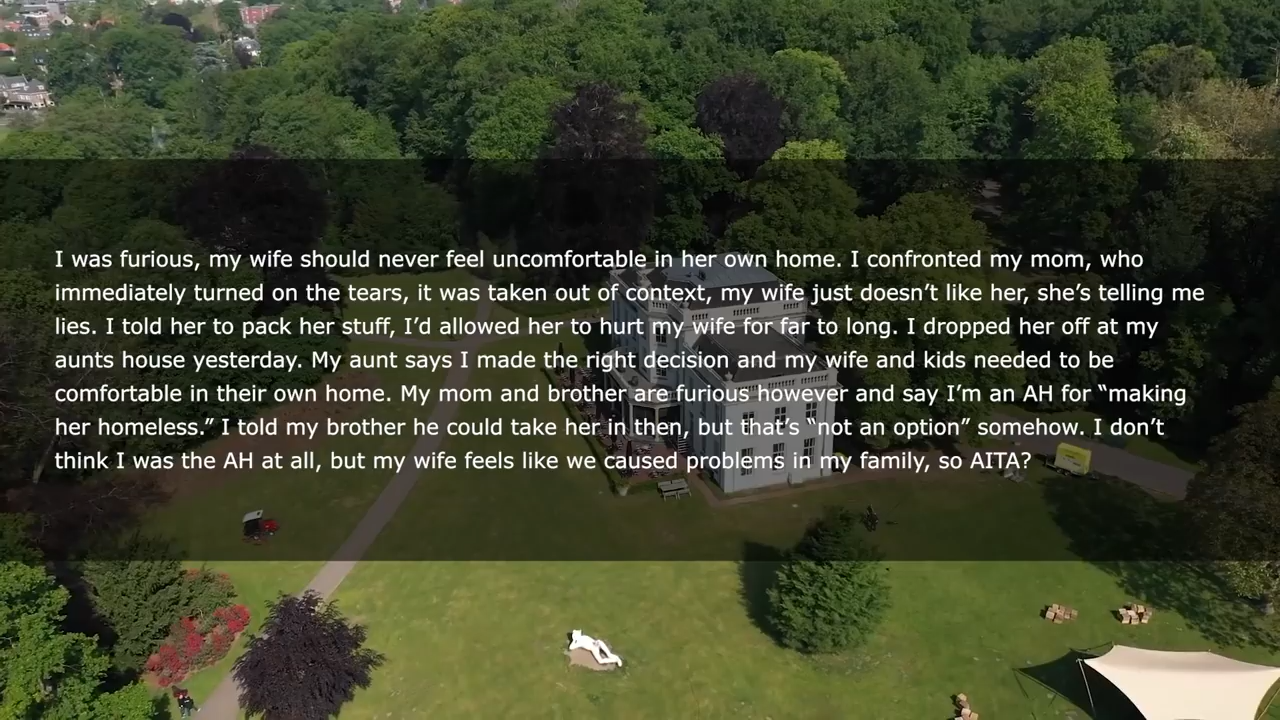 I was furious, my wife should never feel uncomfortable in her own home. I confronted my mom, who
immediately turned on the tears, it was taken out of context, my wife just doesn’t like her, she’s telling me
lies. I told her to pack her stuff, I’d allowed her to hurt my wife for far to long. I dropped her off at my
aunts house yesterday. My aunt says I made the right decision and my wife and kids needed to be
comfortable in their own home. My mom and brother are furious however and say I’m an AH for “making
her homeless.” I told my brother he could take her in then, but that’s “not an option” somehow. I don’t
think I was the AH at all, but my wife feels like we caused problems in my family, so AITA?